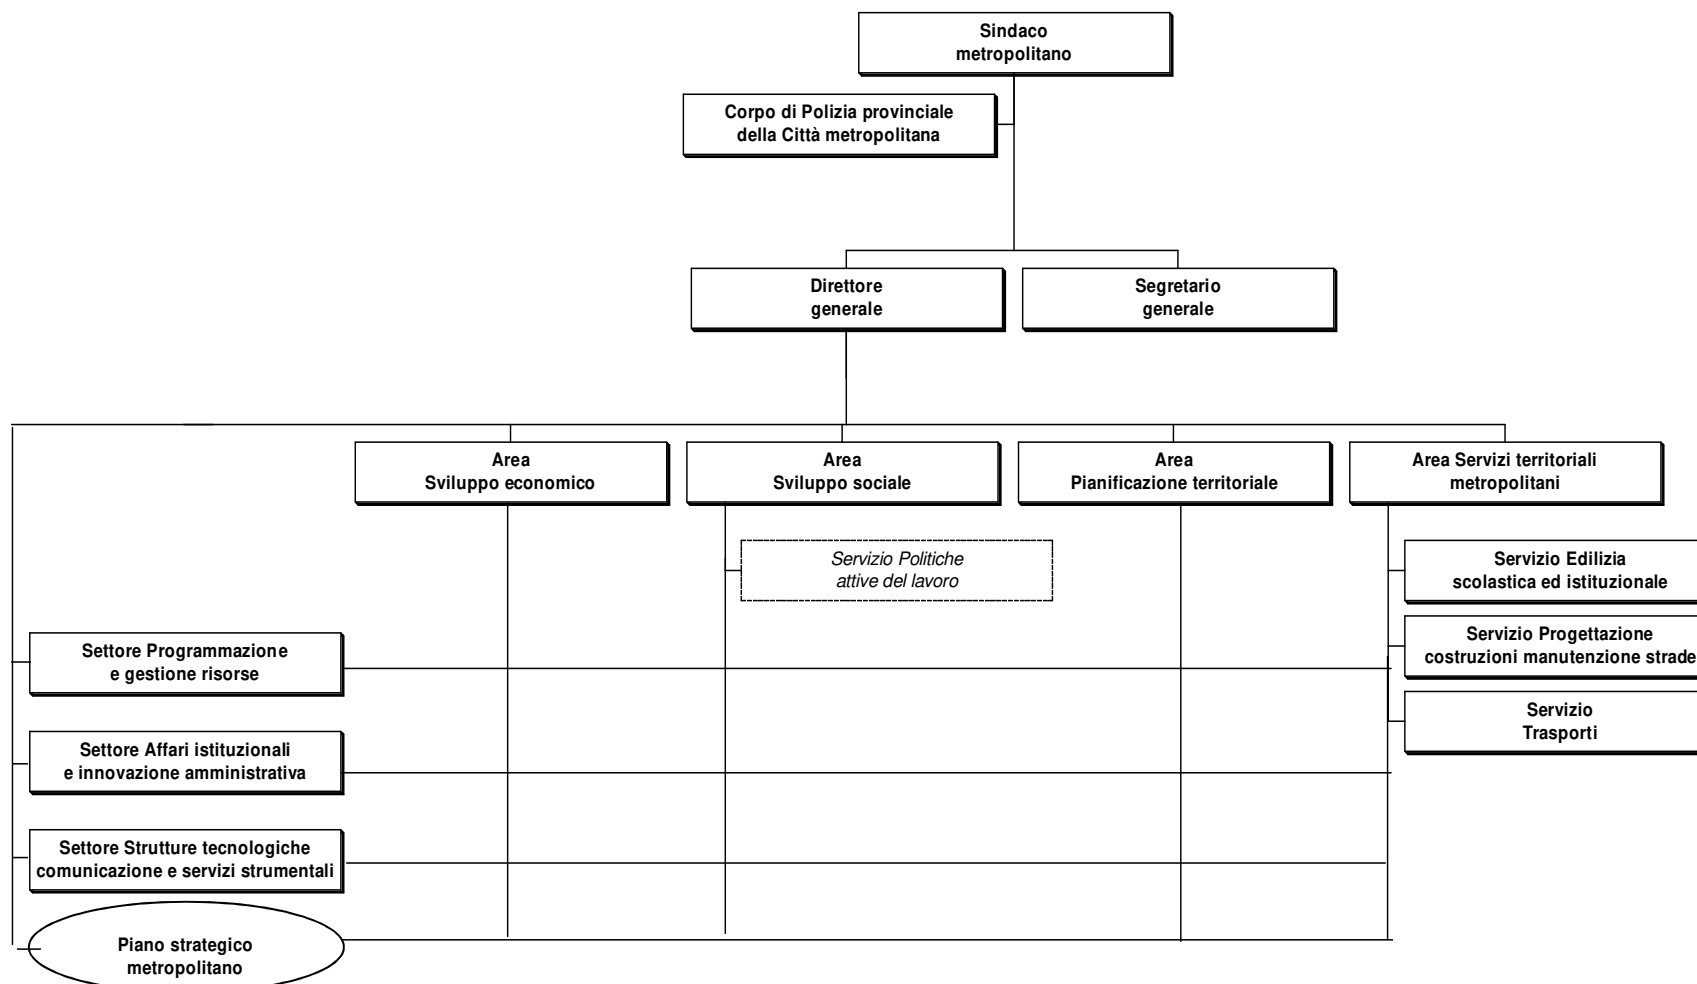 Sindaco
metropolitano
Corpo di Polizia provinciale
della Città metropolitana
Direttore
generale
Segretario
generale
Area
Sviluppo economico
Area
Sviluppo sociale
Area
Pianificazione territoriale
Area Servizi territoriali
metropolitani
Servizio Politiche
attive del lavoro
Servizio Edilizia
scolastica ed istituzionale
Settore Programmazione
e gestione risorse
Servizio Progettazione
costruzioni manutenzione strade
Servizio
Trasporti
Settore Affari istituzionali
e innovazione amministrativa
Settore Strutture tecnologiche
comunicazione e servizi strumentali
Piano strategico
metropolitano